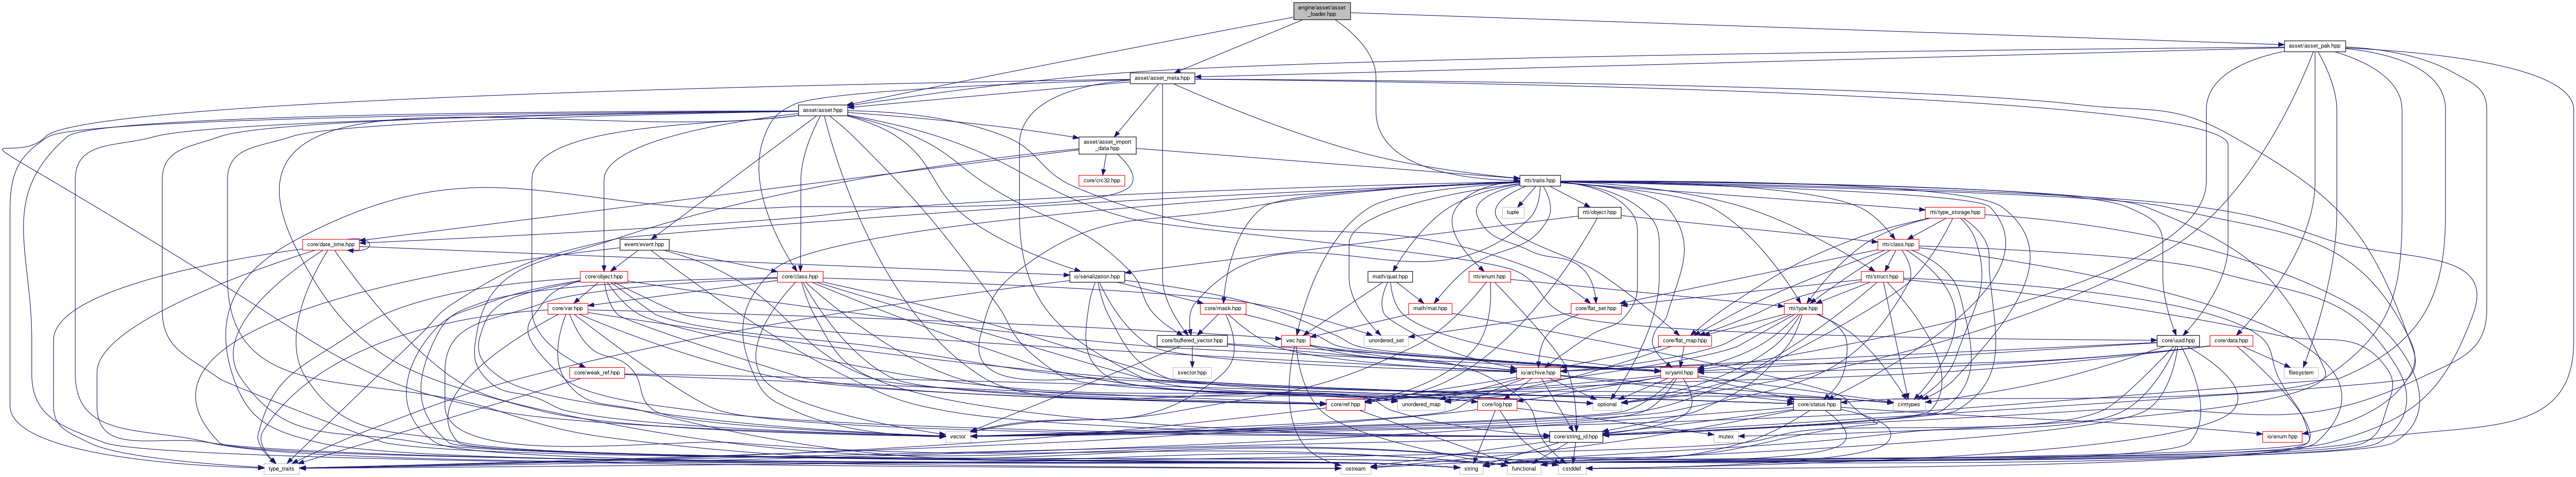 engine/asset/asset
_loader.hpp
asset/asset_pak.hpp
asset/asset_meta.hpp
asset/asset.hpp
asset/asset_import
_data.hpp
core/crc32.hpp
rtti/traits.hpp
tuple
rtti/object.hpp
rtti/type_storage.hpp
core/date_time.hpp
event/event.hpp
rtti/class.hpp
core/object.hpp
core/class.hpp
io/serialization.hpp
math/quat.hpp
rtti/enum.hpp
rtti/struct.hpp
core/var.hpp
core/mask.hpp
math/mat.hpp
core/flat_set.hpp
rtti/type.hpp
core/buffered_vector.hpp
vec.hpp
unordered_set
core/flat_map.hpp
core/uuid.hpp
core/data.hpp
core/weak_ref.hpp
svector.hpp
io/archive.hpp
io/yaml.hpp
filesystem
core/ref.hpp
unordered_map
core/log.hpp
optional
core/status.hpp
cinttypes
vector
mutex
core/string_id.hpp
io/enum.hpp
type_traits
ostream
string
functional
cstddef